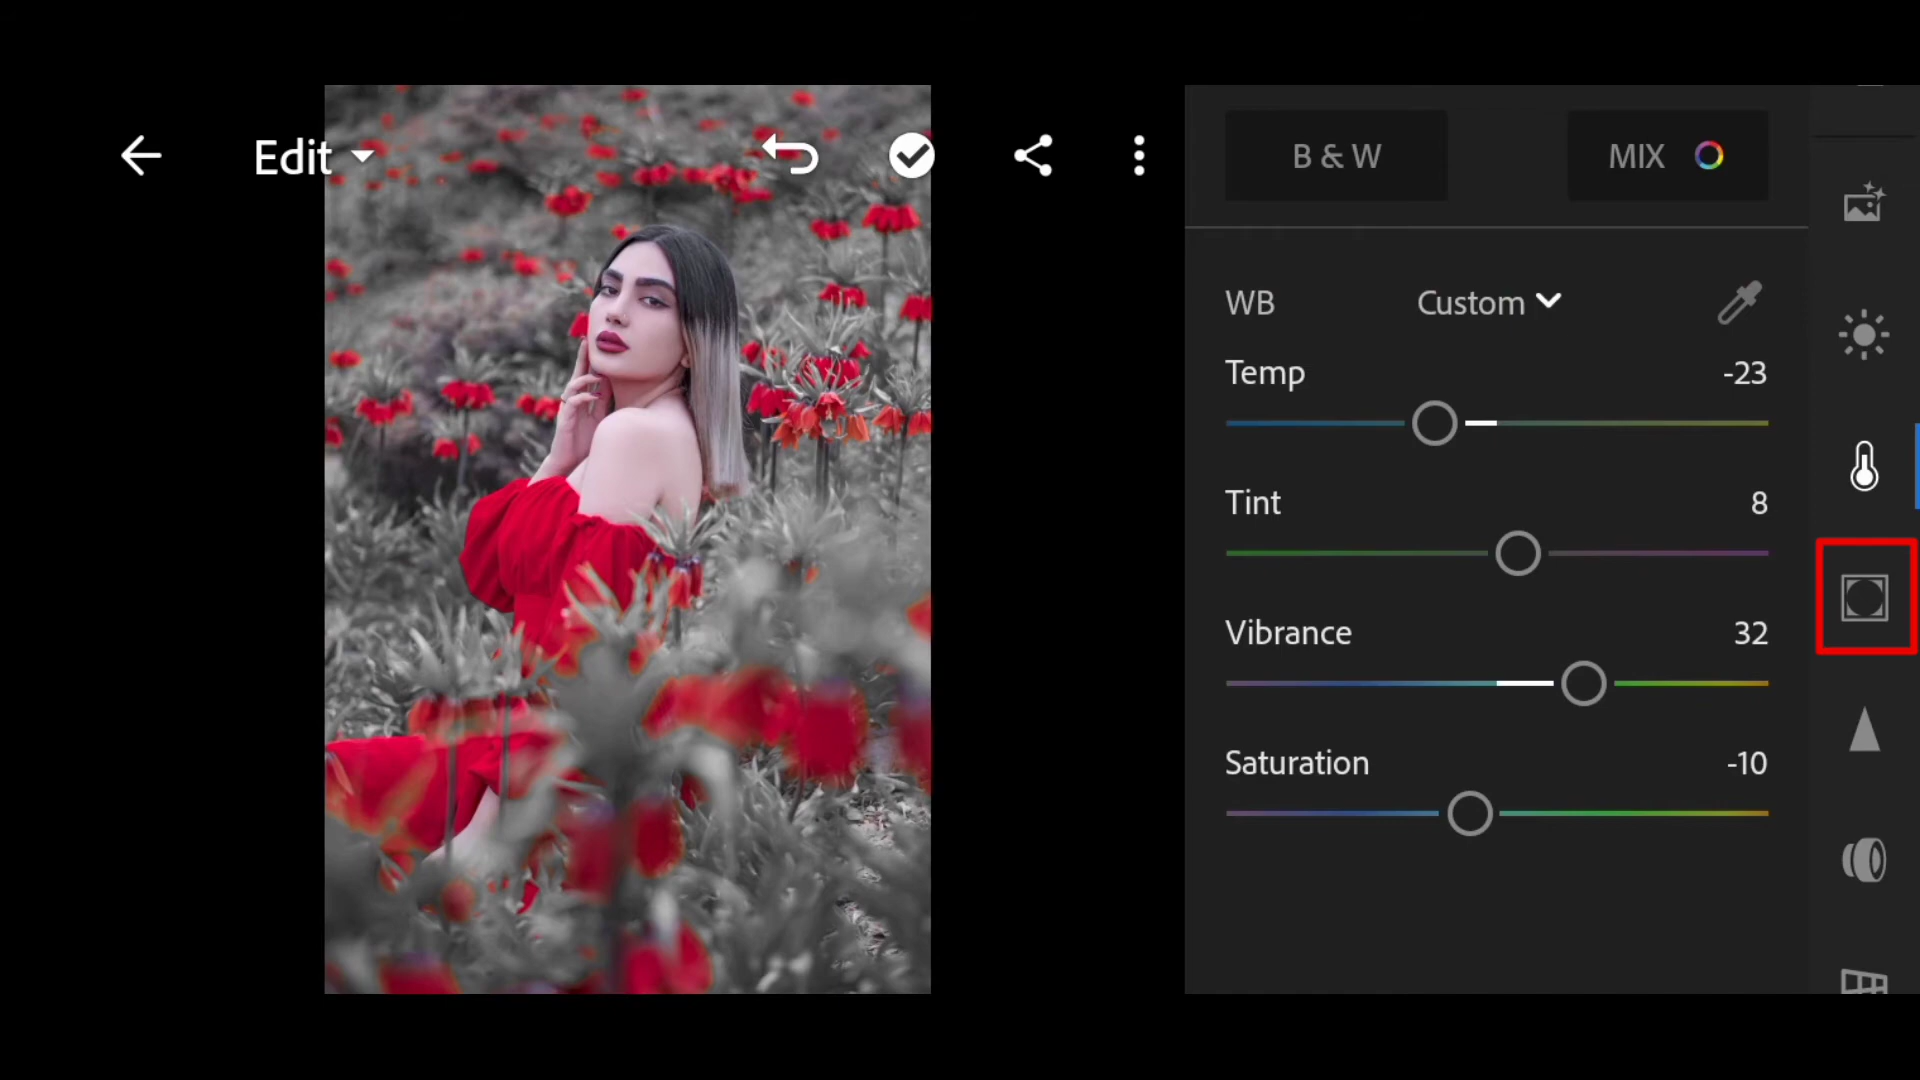 Edit
B & W
MIX
WB Custom
Temp -23
Tint 8
Vibrance 32
Saturation -10